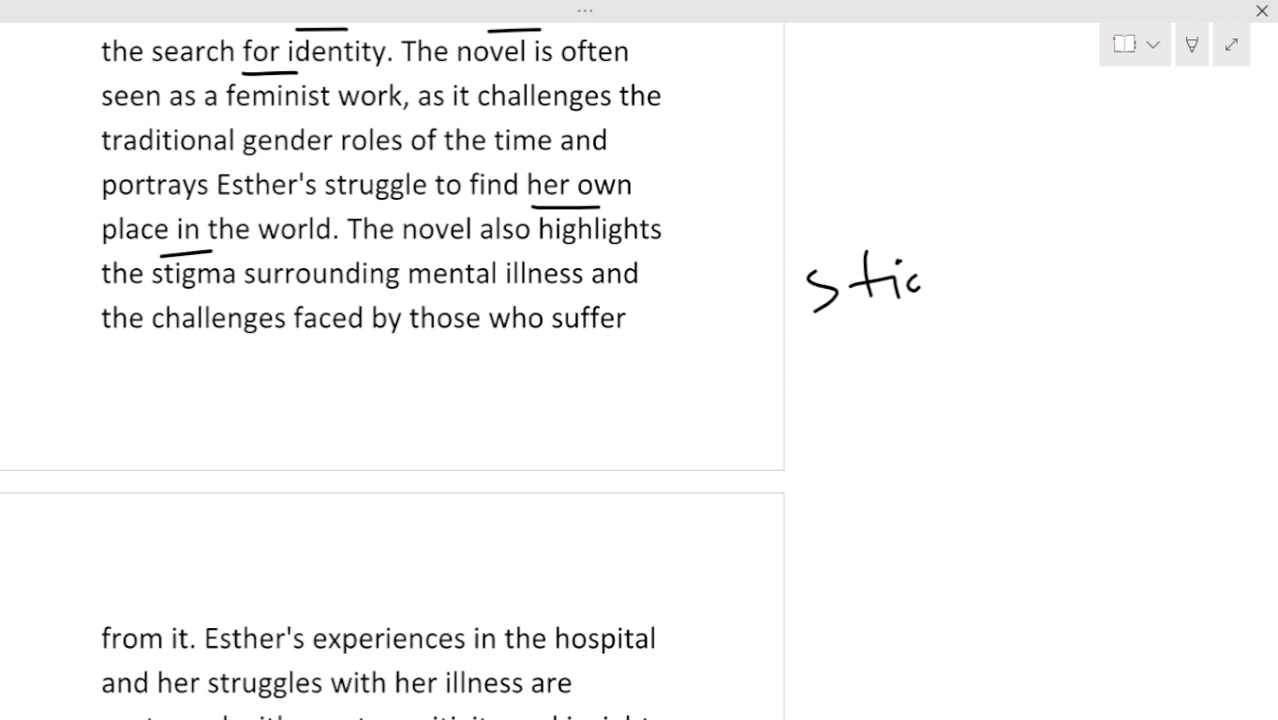 the search for identity. The novel is often
seen as a feminist work, as it challenges the
traditional gender roles of the time and
portrays Esther's struggle to find her own
place in the world. The novel also highlights
the stigma surrounding mental illness and
stic
the challenges faced by those who suffer
from it. Esther's experiences in the hospital
and her struggles with her illness are